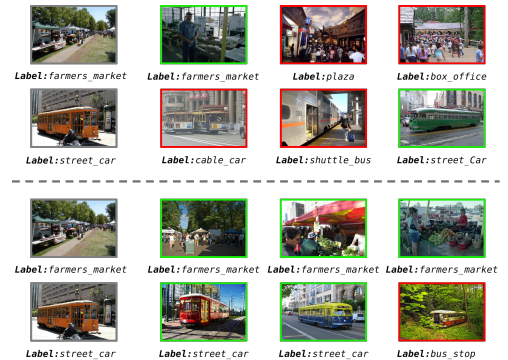 Label:farmers_market Label:farmers_market Label:plaza Label:box_office
Label:street_car Label:cable_car Label:shuttle_bus Label:street_Car
Label:farmers_market Label:farmers_market Label:farmers_market Label:farmers_market
Label:street_car Label:street_car Label:street_car Label:bus_stop